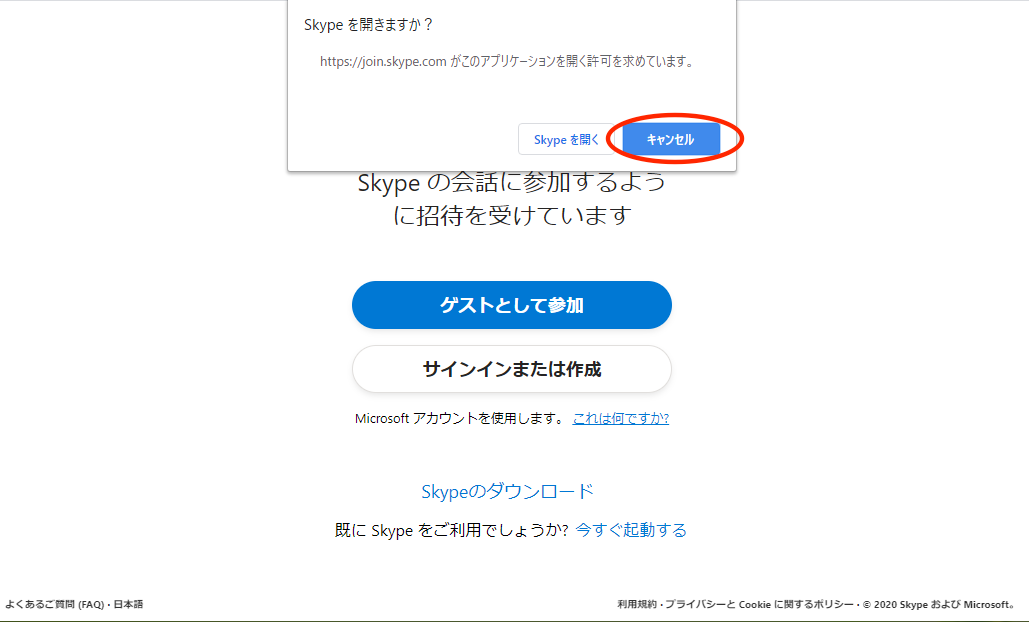 Skype を開きますか？
https://join.skype.com がこのアプリケーションを開く許可を求めています。
Skype を開く キャンセル
Skype の会話に参加するよう
に招待を受けています
ゲストとして参加
サインインまたは作成
Microsoft アカウントを使用します。 これは何ですか?
Skypeのダウンロード
既に Skype をご利用でしょうか? 今すぐ起動する
よくあるご質問 (FAQ) · 日本語
利用規約 · プライバシーと Cookie に関するポリシー · © 2020 Skype および Microsoft。